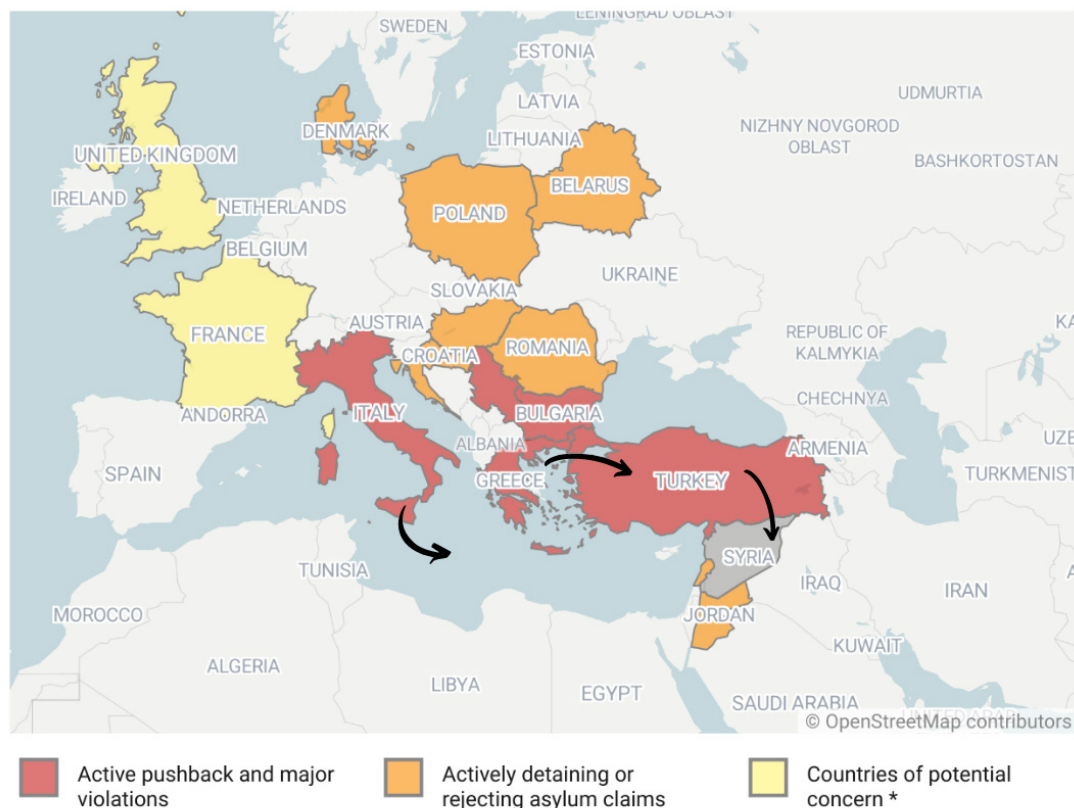 SWEDEN
LENINGRAD OBLAST
ESTONIA
LATVIA
UDMURTIA
DENMARK
LITHUANIA
NIZHNY NOVGOROD
OBLAST
BASHKORTOSTAN
UNITED KINGDOM
IRELAND
NETHERLANDS
BELARUS
POLAND
BELGIUM
UKRAINE
SLOVAKIA
AUSTRIA
FRANCE
CROATIA
ROMANIA
REPUBLIC OF
KALMYKIA
ANDORRA
ITALY
BULGARIA
CHECHNYA
ALBANIA
ARMENIA
SPAIN
GREECE
TURKEY
TURKMENIST
SYRIA
TUNISIA
IRAQ
IRAN
MOROCCO
JORDAN
KUWAIT
ALGERIA
LIBYA
EGYPT
SAUDI ARABIA
© OpenStreetMap contributors
Active pushback and major
violations
Actively detaining or
rejecting asylum claims
Countries of potential
concern *